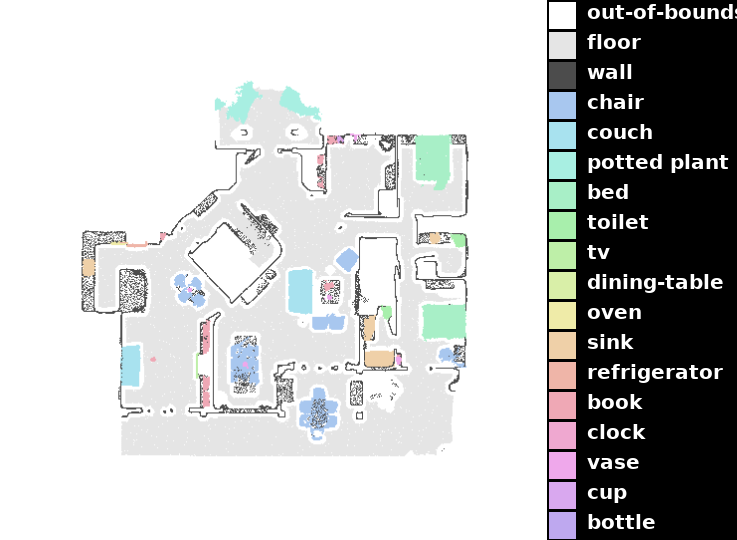 out-of-bounds
floor
wall
chair
couch
potted plant
bed
toilet
tv
dining-table
oven
sink
refrigerator
book
clock
vase
cup
bottle